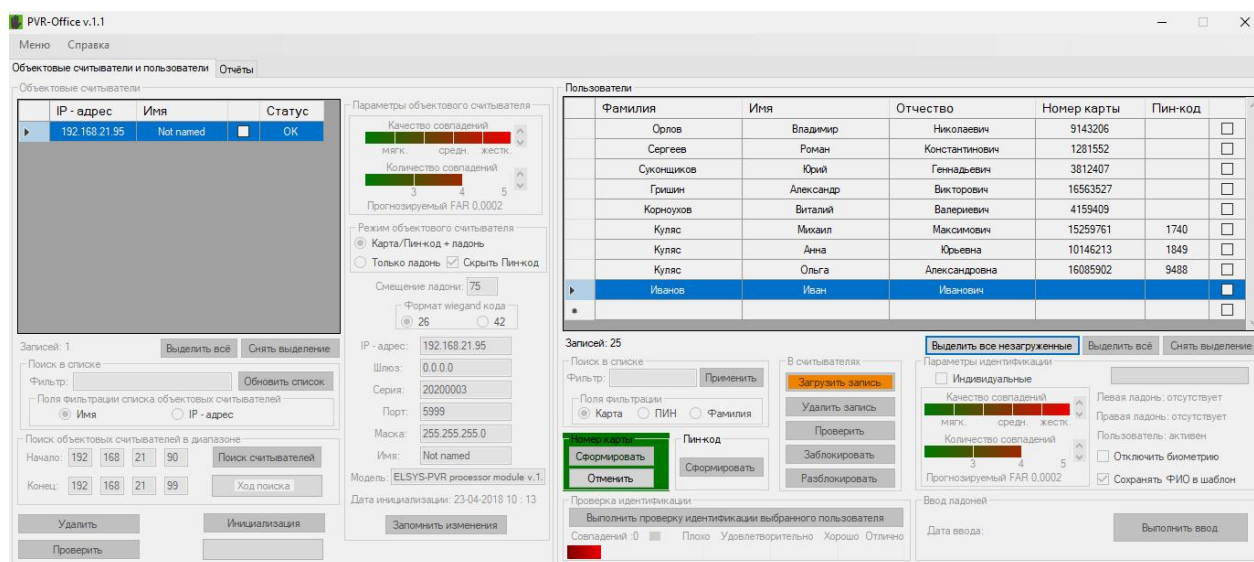 PVR-Office v.1.1
Меню Справка
Объектовые считыватели и пользователи Отчёты
Объектовые считыватели
IP - адрес Имя Статус
192.168.21.95 Not named OK
Записей: 1 Выделить всё Снять выделение
Поиск в списке
Фильтр: Обновить список
Поля фильтрации списка объектовых считывателей
Имя IP - адрес
Поиск объектовых считывателей в диапазоне
Начало: 192 168 21 90 Поиск считывателей
Конец: 192 168 21 99 Ход поиска
Удалить Инициализация
Проверить
Параметры объектового считывателя
Качество совпадений
мягк. средн. жестк.
Количество совпадений
3 4 5
Прогнозируемый FAR 0,0002
Режим объектового считывателя
Карта/Пин-код + ладонь
Только ладонь Скрыть Пин-код
Смещение ладони: 75
Формат wiegand кода
26 42
IP - адрес: 192.168.21.95
Шлюз: 0.0.0.0
Серия: 20200003
Порт: 5999
Маска: 255.255.255.0
Имя: Not named
Модель: ELSYS-PVR processor module v.1.
Дата инициализации: 23-04-2018 10 : 13
Запомнить изменения
Пользователи
Фамилия Имя Отчество Номер карты Пин-код
Орлов Владимир Николаевич 9143206
Сергеев Роман Константинович 1281552
Суконщиков Юрий Геннадьевич 3812407
Гришин Александр Викторович 16563527
Корноухов Виталий Валериевич 4159409
Куляс Михаил Максимович 15259761 1740
Куляс Анна Юрьевна 10146213 1849
Куляс Ольга Александровна 16085902 9488
Иванов Иван Иванович
Записей: 25 Выделить все незагруженные Выделить всё Снять выделение
Поиск в списке
Фильтр: Применить
Поля фильтрации
Карта ПИН Фамилия
Номер карты
Сформировать
Отменить
Пин-код
Сформировать
В считывателях
Загрузить запись
Удалить запись
Проверить
Заблокировать
Разблокировать
Параметры идентификации
Индивидуальные
Качество совпадений
мягк. средн. жестк.
Количество совпадений
3 4 5
Прогнозируемый FAR 0,0002
Левая ладонь: отсутствует
Правая ладонь: отсутствует
Пользователь: активен
Отключить биометрию
Сохранять ФИО в шаблон
Проверка идентификации
Выполнить проверку идентификации выбранного пользователя
Совпадений :0 Плохо Удовлетворительно Хорошо Отлично
Ввод ладоней
Дата ввода: Выполнить ввод